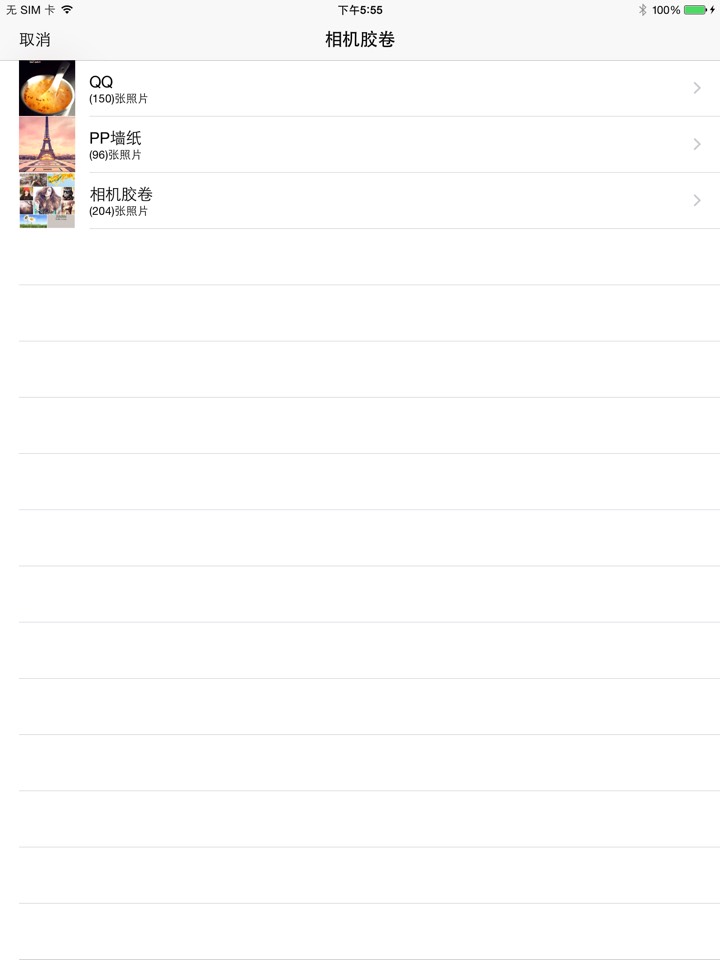 无 SIM 卡
下午5:55
100%
取消
相机胶卷
QQ
(150)张照片
PP墙纸
(96)张照片
相机胶卷
(204)张照片